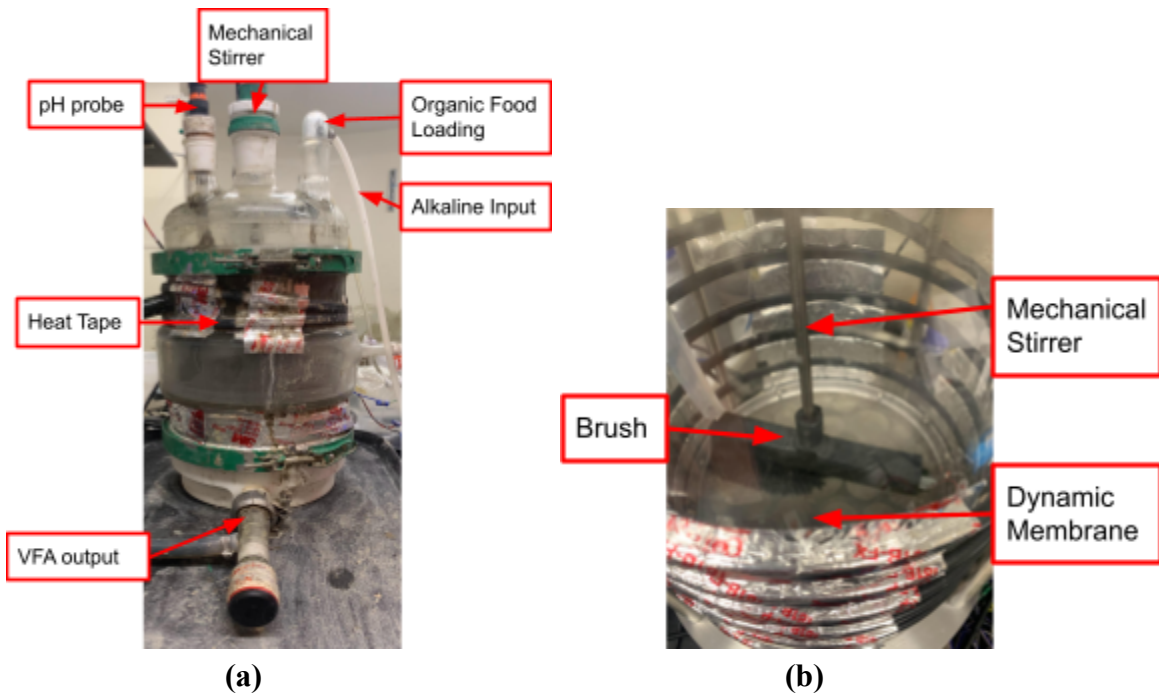 Mechanical
Stirrer
pH probe
Organic Food
Loading
Alkaline Input
Heat Tape
VFA output
Mechanical
Stirrer
Brush
Dynamic
Membrane
(a)
(b)